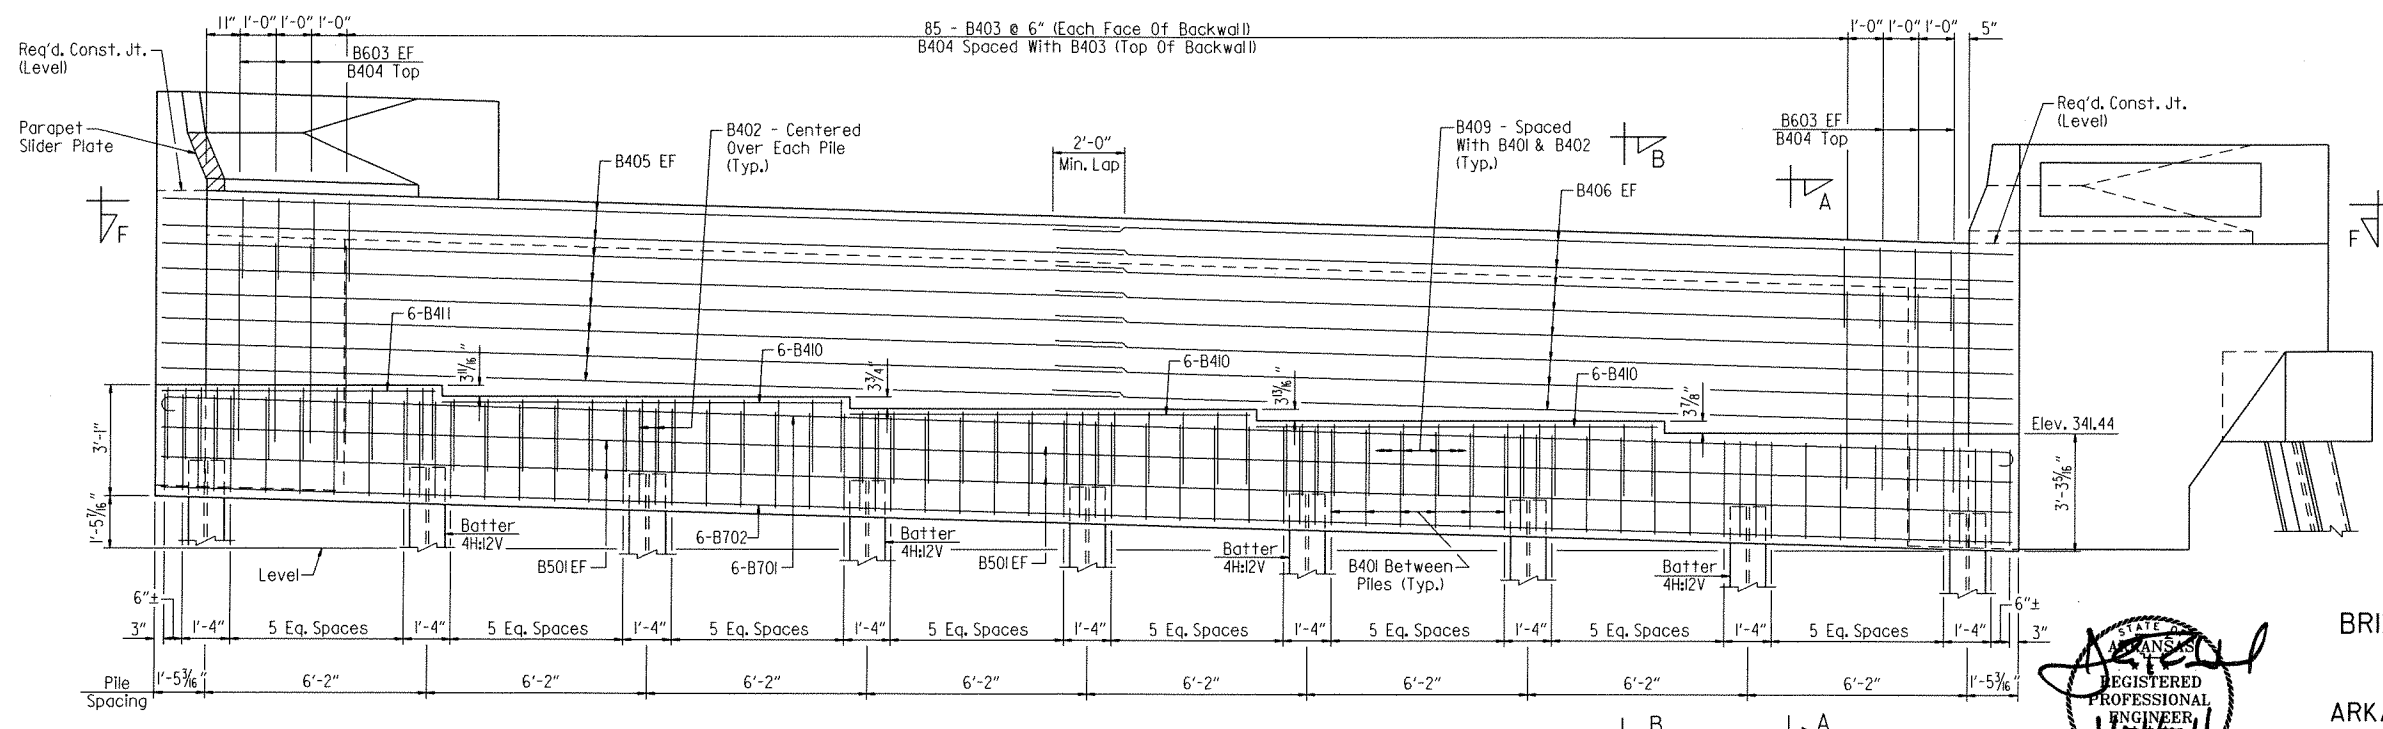 11" 1'-0" 1'-0" 1'-0"
85 - B403 @ 6" (Each Face Of Backwall)
B404 Spaced With B403 (Top Of Backwall)
1'-0" 1'-0" 1'-0" 5"
Req'd. Const. Jt.
(Level)
B603 EF
B404 Top
Parapet
Slider Plate
B402 - Centered
Over Each Pile
(Typ.)
B405 EF
2'-0"
Min. Lap
B409 - Spaced
With B401 & B402
(Typ.)
B
B406 EF
B603 EF
B404 Top
A
Req'd. Const. Jt.
(Level)
F
F
6-B411
3 11/16"
6-B410
3 3/4"
6-B410
3 13/16"
6-B410
3 7/8"
Elev. 341.44
3'-1"
1'-5 7/16"
3'-3 5/16"
Level
Batter
4H:12V
B501 EF
6-B702
6-B701
Batter
4H:12V
B501 EF
Batter
4H:12V
B401 Between
Piles (Typ.)
Batter
4H:12V
6"±
6"±
3" 1'-4" 5 Eq. Spaces 1'-4" 5 Eq. Spaces 1'-4" 5 Eq. Spaces 1'-4" 5 Eq. Spaces 1'-4" 5 Eq. Spaces 1'-4" 5 Eq. Spaces 1'-4" 5 Eq. Spaces 1'-4" 5 Eq. Spaces 1'-4" 3"
Pile
Spacing
1'-5 3/16" 6'-2" 6'-2" 6'-2" 6'-2" 6'-2" 6'-2" 6'-2" 6'-2" 1'-5 3/16"
B A
STATE OF
ARKANSAS
REGISTERED
PROFESSIONAL
ENGINEER
BRI
ARKA